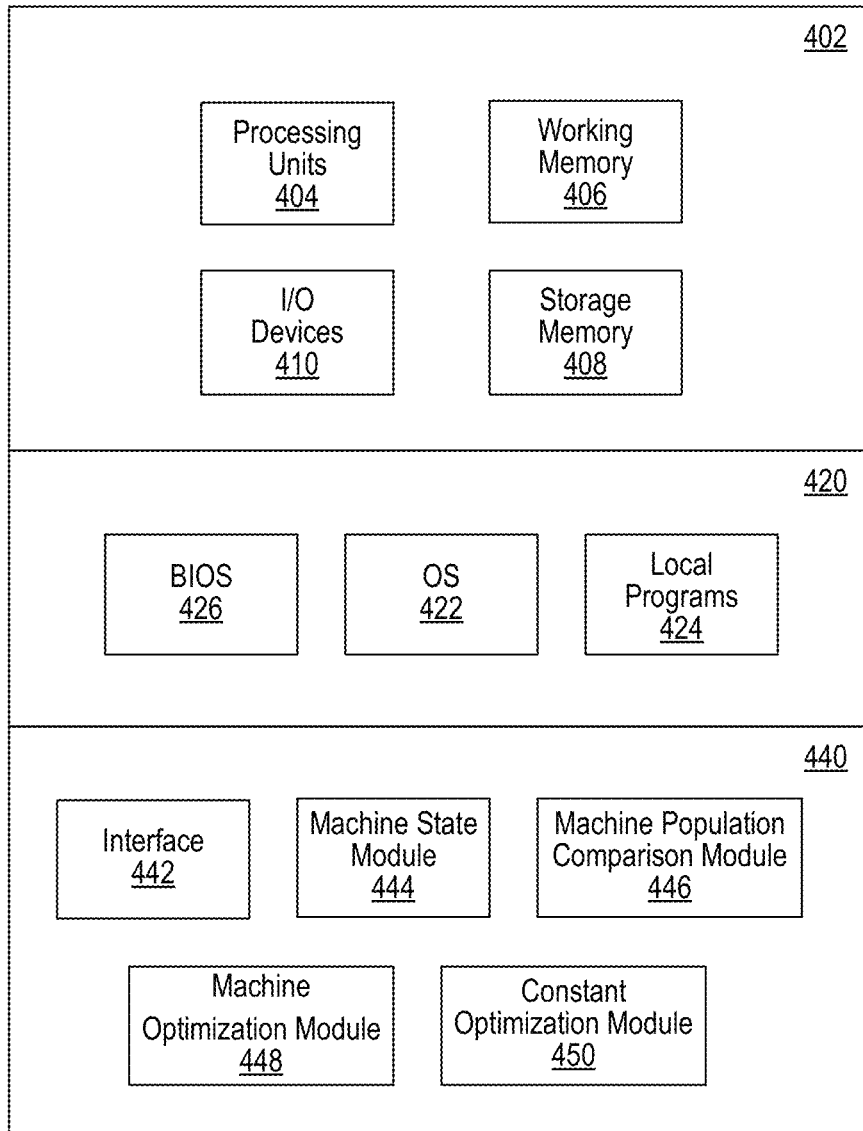 402
Processing
Units
404
Working
Memory
406
I/O
Devices
410
Storage
Memory
408
420
BIOS
426
OS
422
Local
Programs
424
440
Interface
442
Machine State
Module
444
Machine Population
Comparison Module
446
Machine
Optimization Module
448
Constant
Optimization Module
450